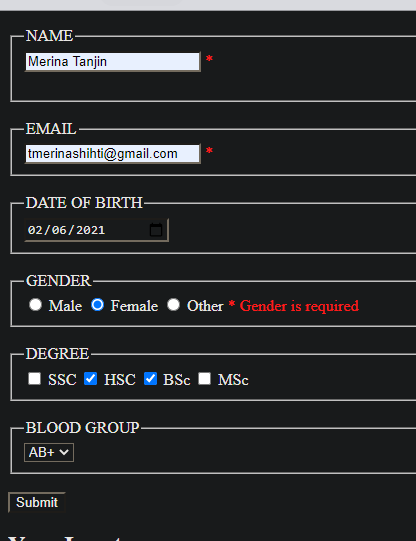 NAME
Merina Tanjin *
EMAIL
tmerinashihti@gmail.com *
DATE OF BIRTH
02/06/2021
GENDER
Male Female Other * Gender is required
DEGREE
SSC HSC BSc MSc
BLOOD GROUP
AB+
Submit